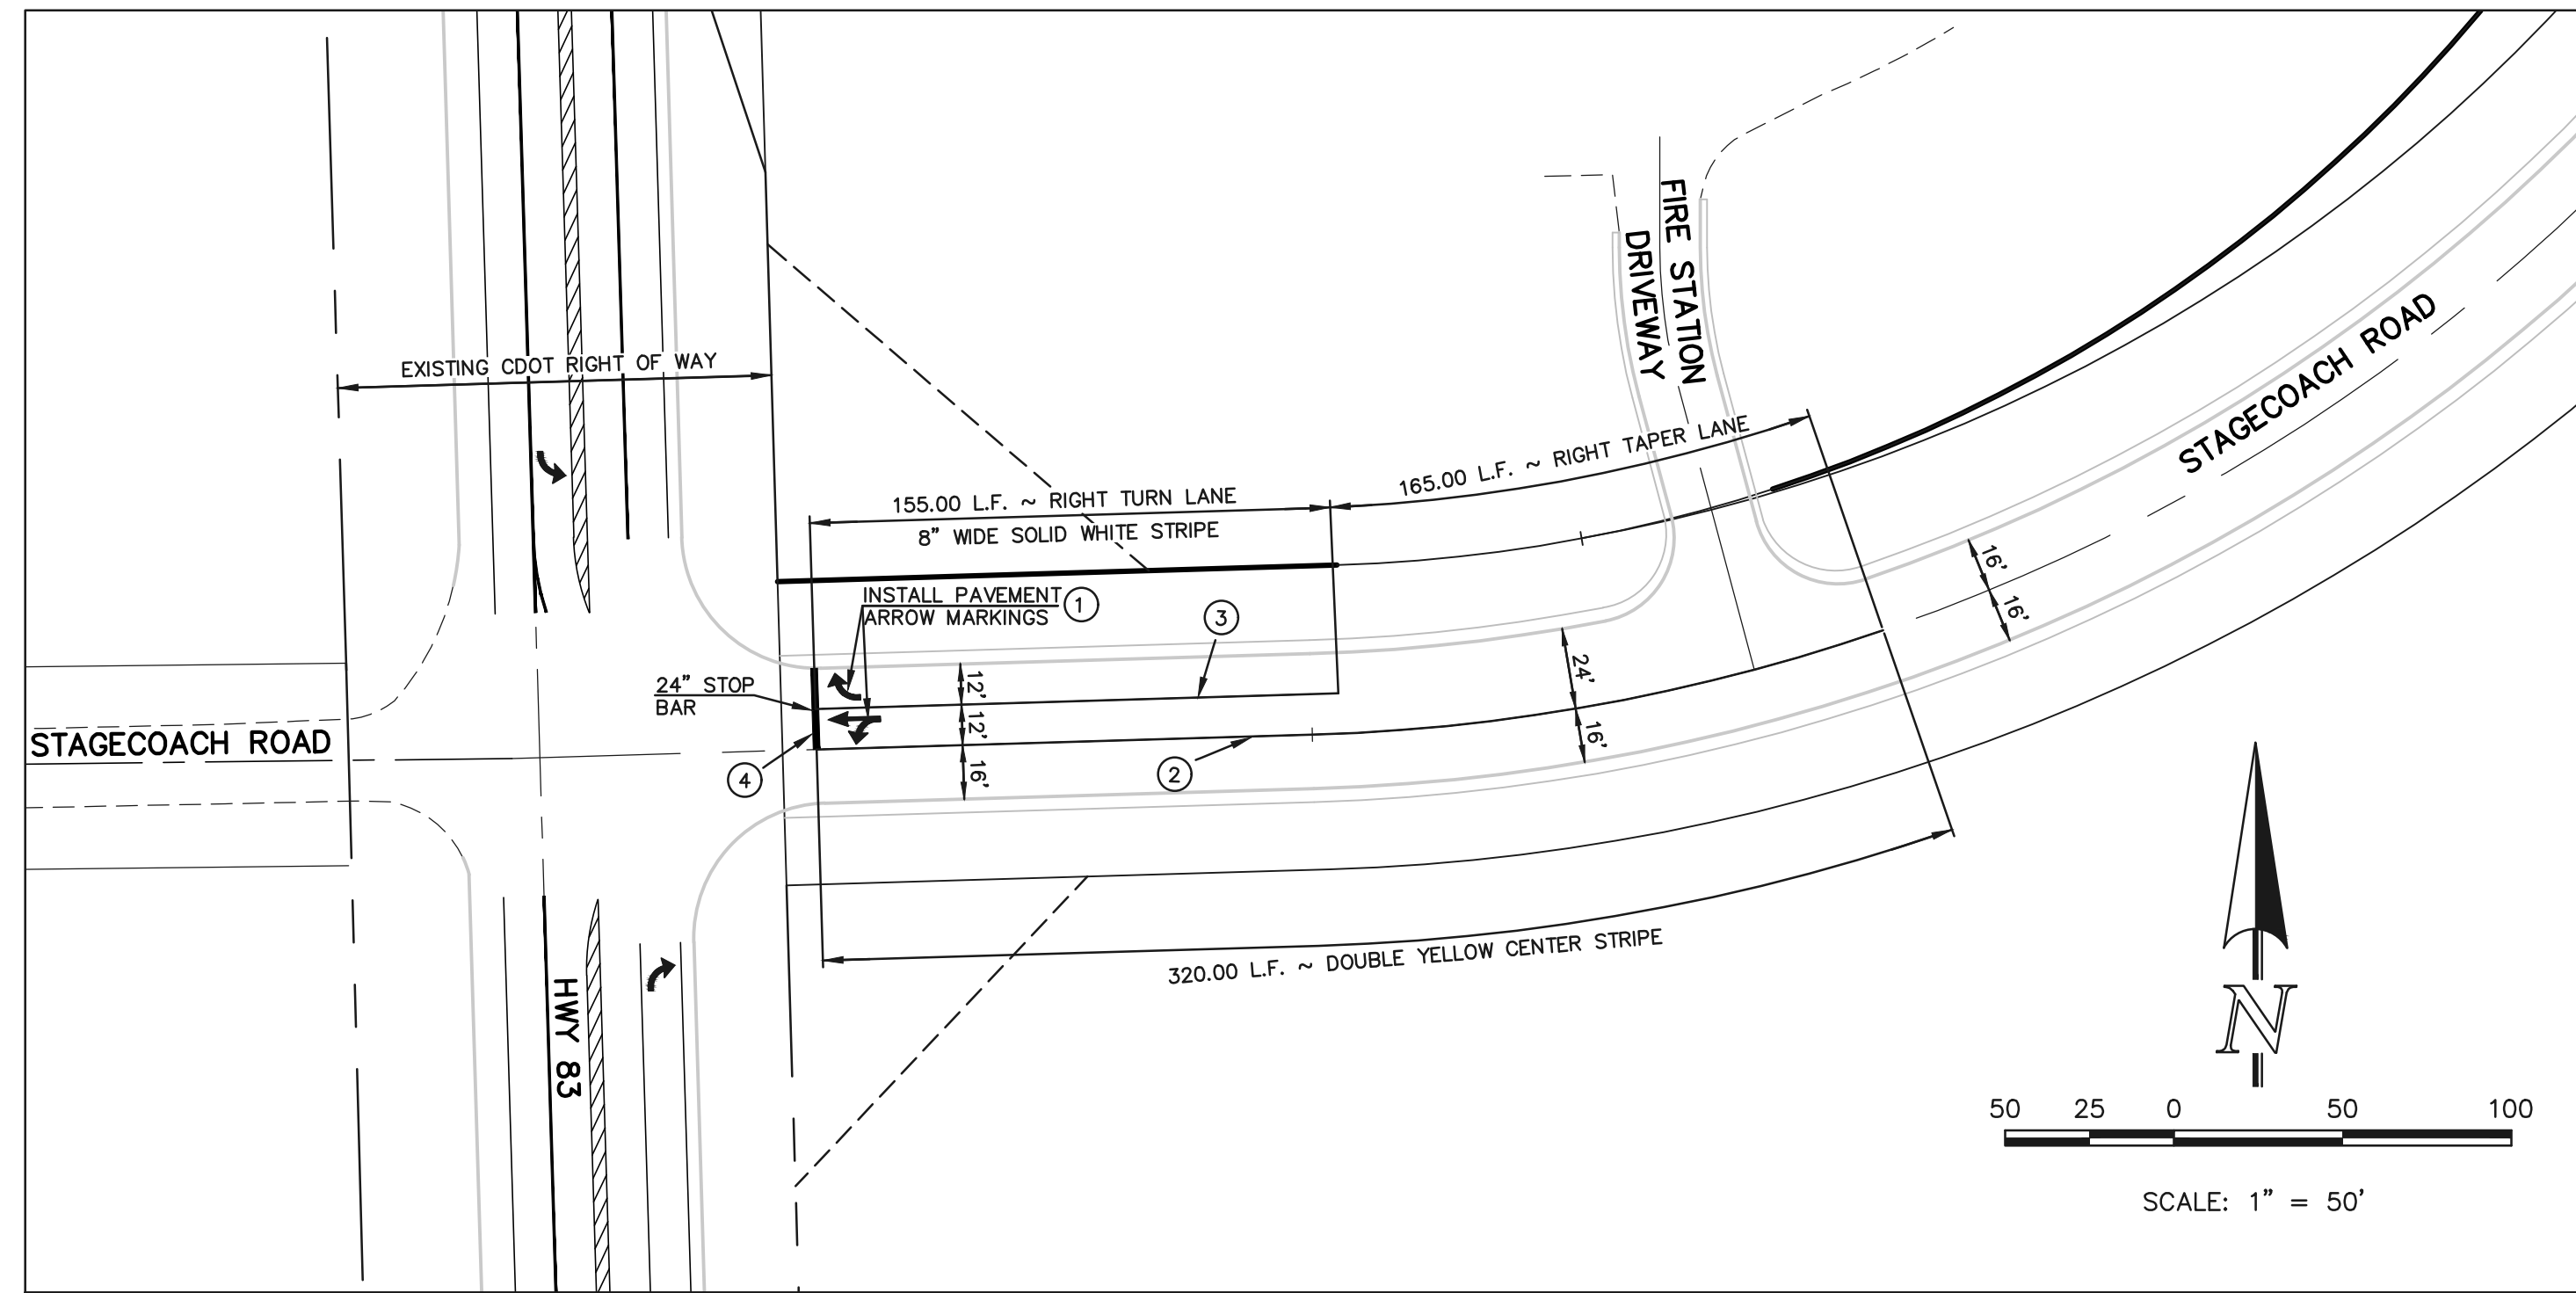 FIRE STATION
DRIVEWAY
EXISTING CDOT RIGHT OF WAY
STAGECOACH ROAD
165.00 L.F. ~ RIGHT TAPER LANE
155.00 L.F. ~ RIGHT TURN LANE
8" WIDE SOLID WHITE STRIPE
INSTALL PAVEMENT
ARROW MARKINGS
1
3
16'
16'
24" STOP
BAR
12'
12'
16'
24'
16'
STAGECOACH ROAD
4
2
320.00 L.F. ~ DOUBLE YELLOW CENTER STRIPE
HWY 83
N
50 25 0 50 100
SCALE: 1" = 50'